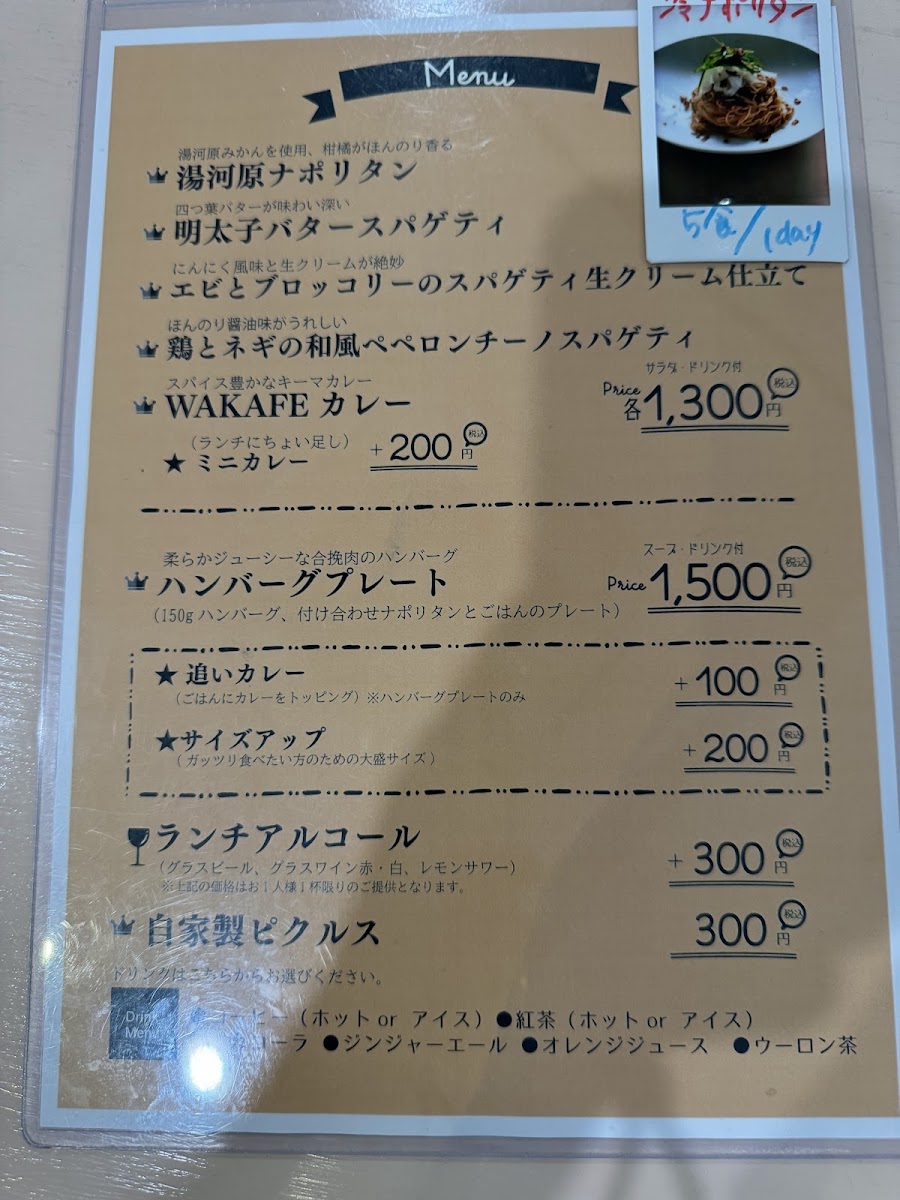 冷ナポリタン
5食/1day
Menu
湯河原みかんを使用、柑橘がほんのり香る
湯河原ナポリタン
四つ葉バターが味わい深い
明太子バタースパゲティ
にんにく風味と生クリームが絶妙
エビとブロッコリーのスパゲティ生クリーム仕立て
ほんのり醤油味がうれしい
鶏とネギの和風ペペロンチーノスパゲティ
スパイス豊かなキーマカレー
WAKAFE カレー
サラダ・ドリンク付
Price 各 1,300円 税込
(ランチにちょい足し)
★ ミニカレー + 200円 税込
柔らかジューシーな合挽肉のハンバーグ
ハンバーグプレート
スープ・ドリンク付
Price 1,500円 税込
(150g ハンバーグ、付け合わせナポリタンとごはんのプレート)
★ 追いカレー + 100円 税込
(ごはんにカレーをトッピング) ※ハンバーグプレートのみ
★サイズアップ + 200円 税込
(ガッツリ食べたい方のための大盛サイズ)
ランチアルコール + 300円 税込
(グラスビール、グラスワイン赤・白、レモンサワー)
※上記の価格はお1人様1杯限りのご提供となります。
自家製ピクルス 300円 税込
ドリンクはこちらからお選びください。
Drink Menu
コーヒー (ホット or アイス) ●紅茶 (ホット or アイス)
コーラ ●ジンジャーエール ●オレンジジュース ●ウーロン茶